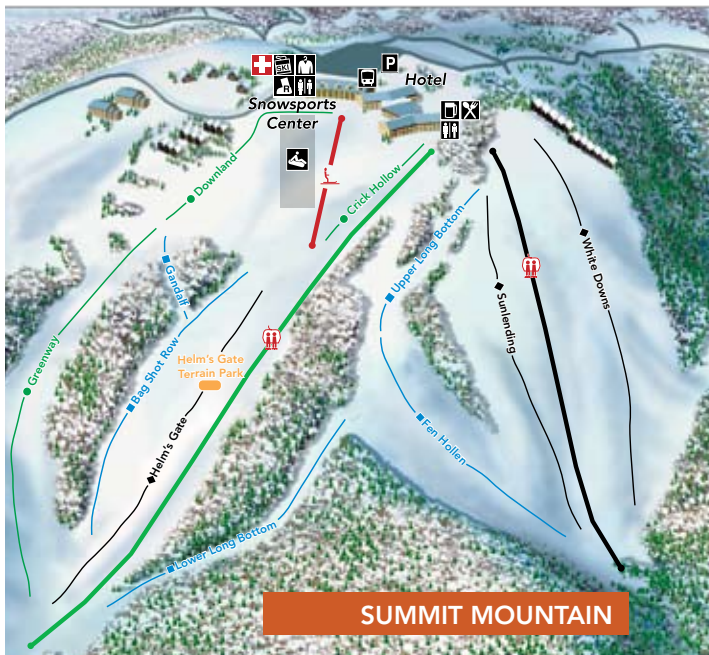 P
Hotel
SKI
R
Snowsports
Center
Downland
Crick Hollow
Upper Long Bottom
White Downs
Gandalf
Sunlending
Greenway
Bag Shot Row
Helm's Gate
Terrain Park
Helm's Gate
Fen Hollen
Lower Long Bottom
SUMMIT MOUNTAIN